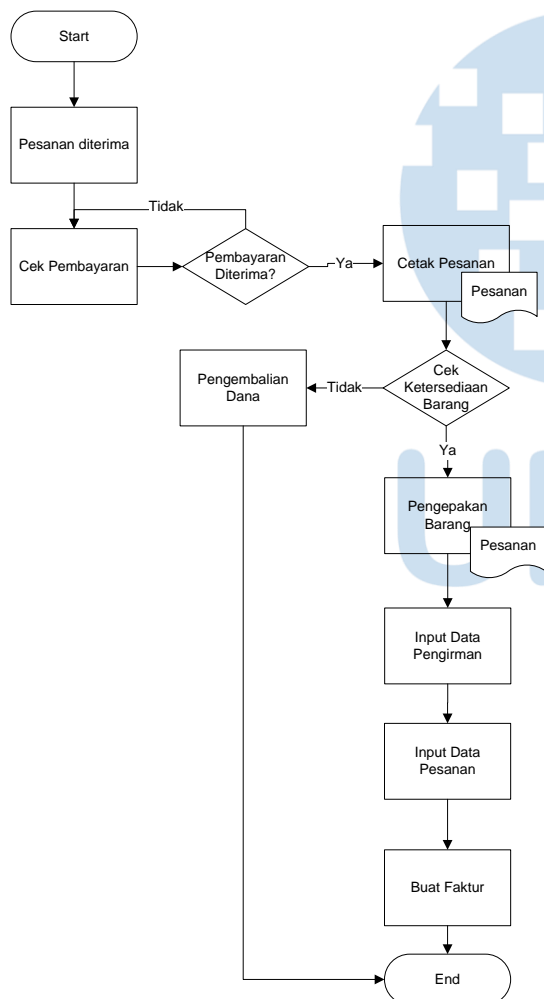 Start
Pesanan diterima
Tidak
Cek Pembayaran
Pembayaran
Diterima?
Ya
Cetak Pesanan
Pesanan
Pengembalian
Dana
Tidak
Cek
Ketersediaan
Barang
Ya
Pengepakan
Barang
Pesanan
Input Data
Pengirman
Input Data
Pesanan
Buat Faktur
End